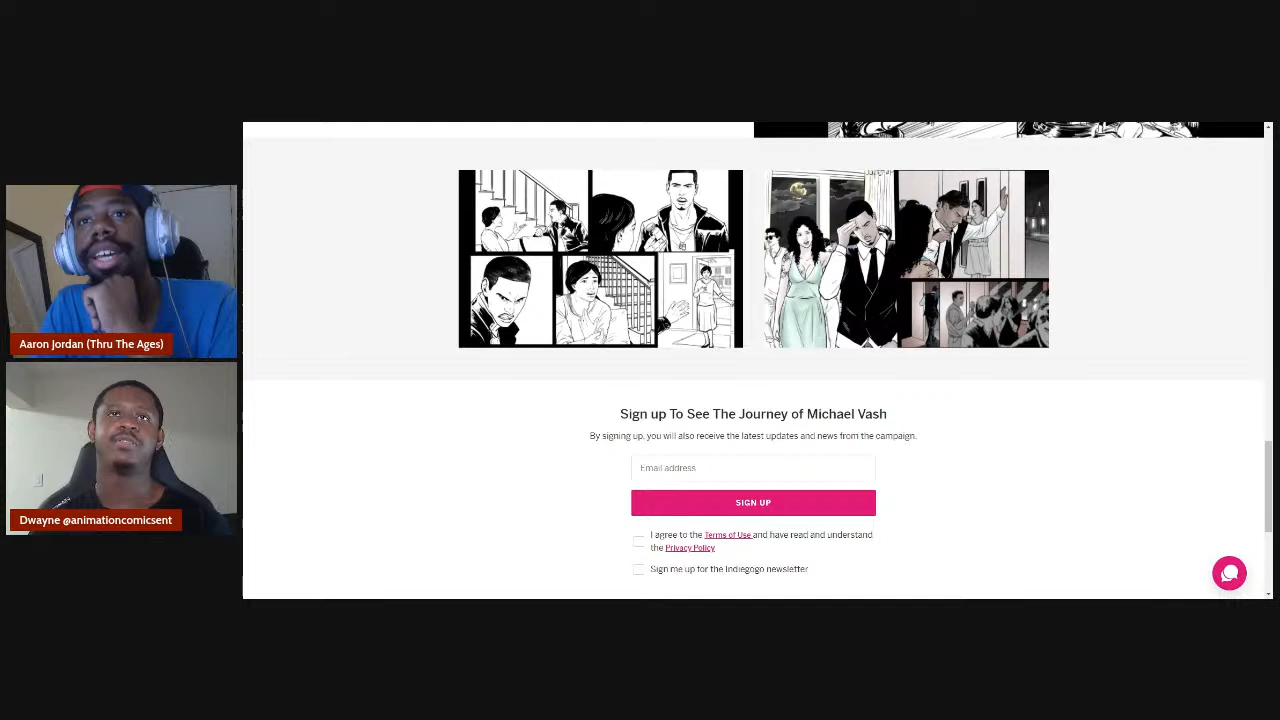 Aaron Jordan (Thru The Ages)
Dwayne @animationcomicsent
Sign up To See The Journey of Michael Vash
By signing up, you will also receive the latest updates and news from the campaign.
Email address
SIGN UP
I agree to the Terms of Use and have read and understand
the Privacy Policy
Sign me up for the Indiegogo newsletter